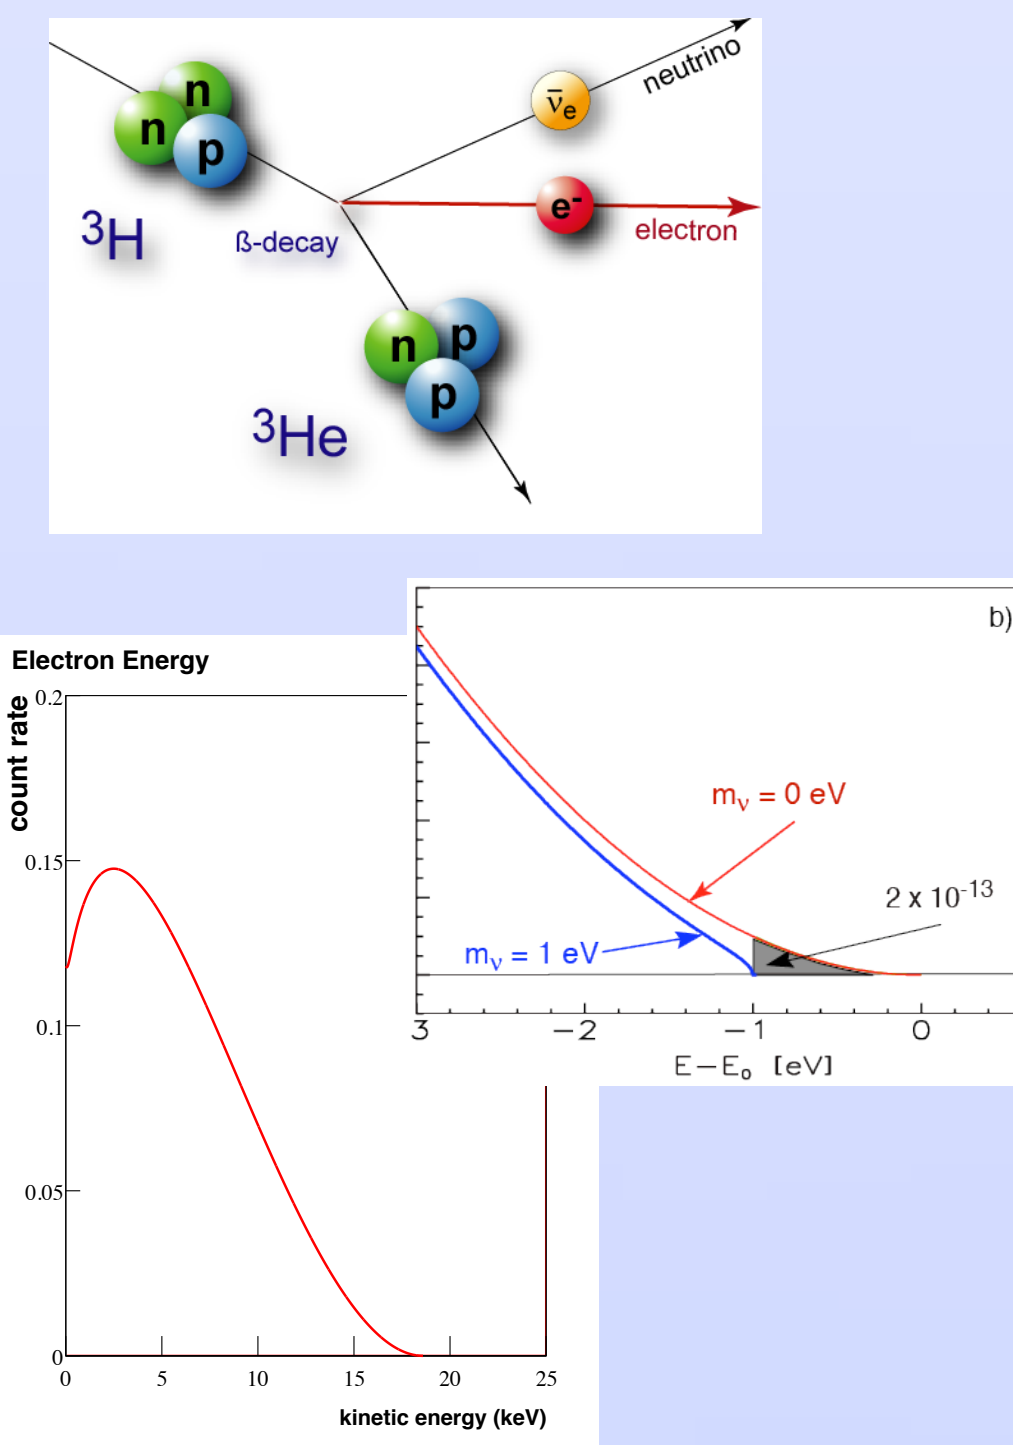 n
n
p
ν̄e
neutrino
e-
electron
³H
ß-decay
n
p
p
³He
b)
mν = 0 eV
2 x 10-13
mν = 1 eV
3 −2 −1 0
E−Eo [eV]
Electron Energy
count rate
0.2
0.15
0.1
0.05
0
0 5 10 15 20 25
kinetic energy (keV)